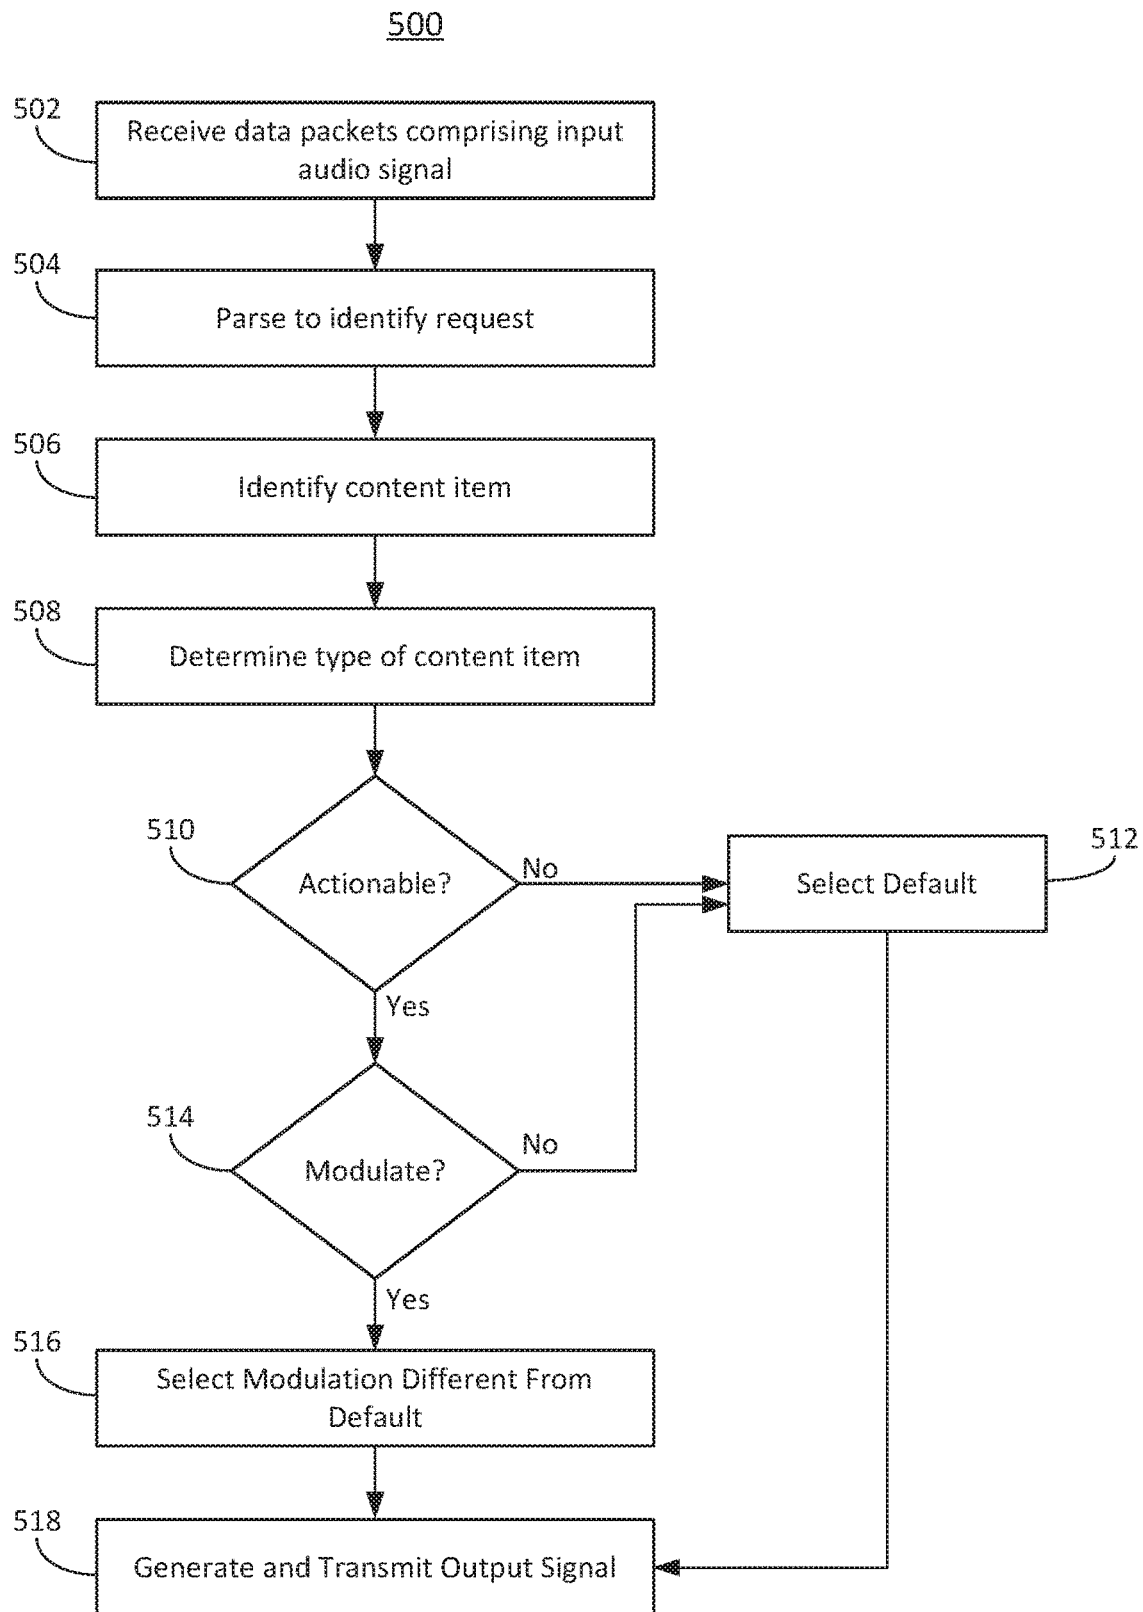 500
502
Receive data packets comprising input
audio signal
504
Parse to identify request
506
Identify content item
508
Determine type of content item
510
Actionable?
No
512
Select Default
Yes
514
Modulate?
No
Yes
516
Select Modulation Different From
Default
518
Generate and Transmit Output Signal